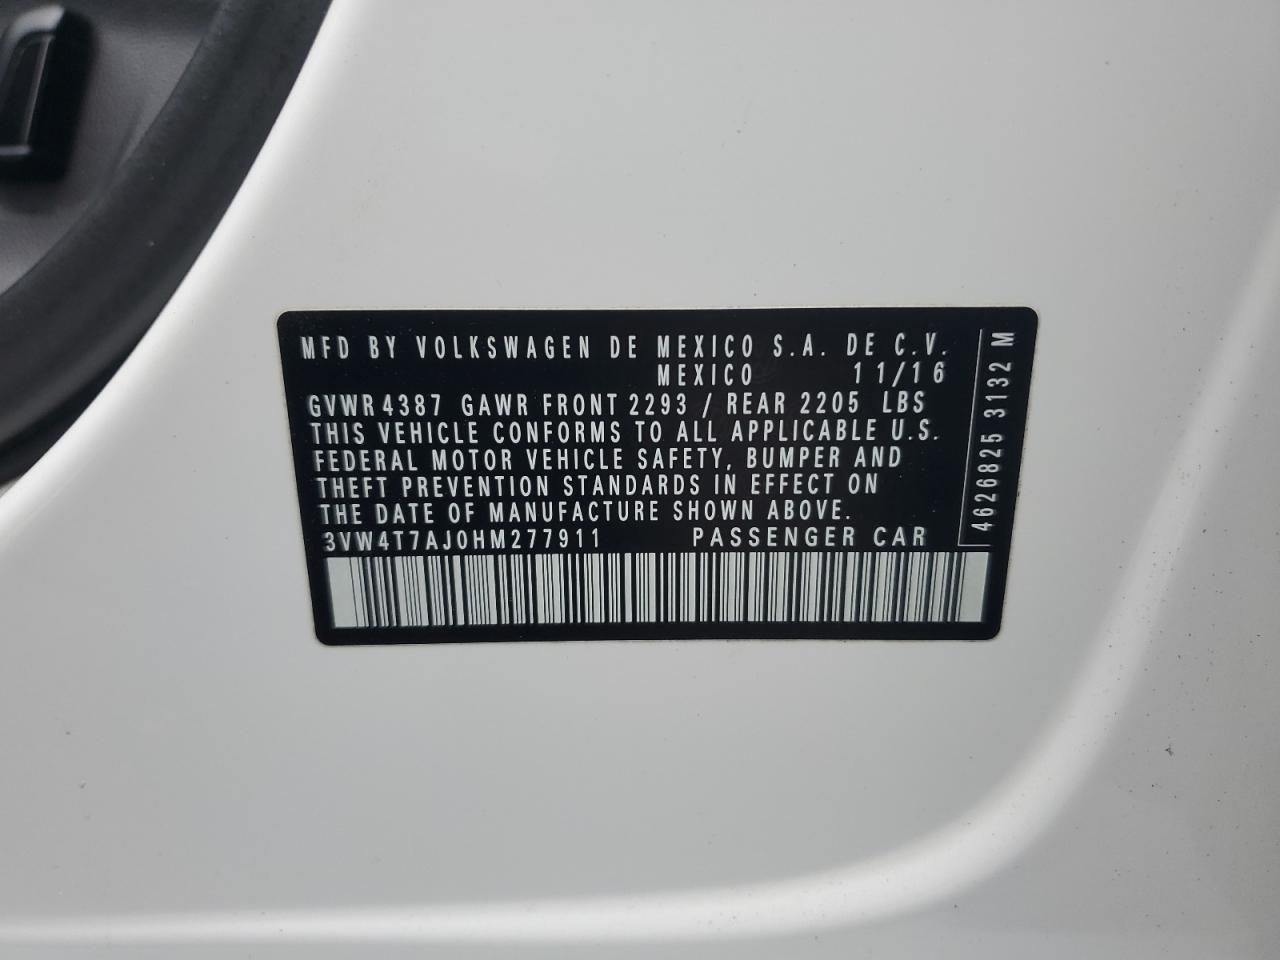 MFD BY VOLKSWAGEN DE MEXICO S.A. DE C.V.
MEXICO 11/16
GVWR 4387 GAWR FRONT 2293 / REAR 2205 LBS
THIS VEHICLE CONFORMS TO ALL APPLICABLE U.S.
FEDERAL MOTOR VEHICLE SAFETY, BUMPER AND
THEFT PREVENTION STANDARDS IN EFFECT ON
THE DATE OF MANUFACTURE SHOWN ABOVE.
3VW4T7AJ0HM277911 PASSENGER CAR
4626825 3132 M